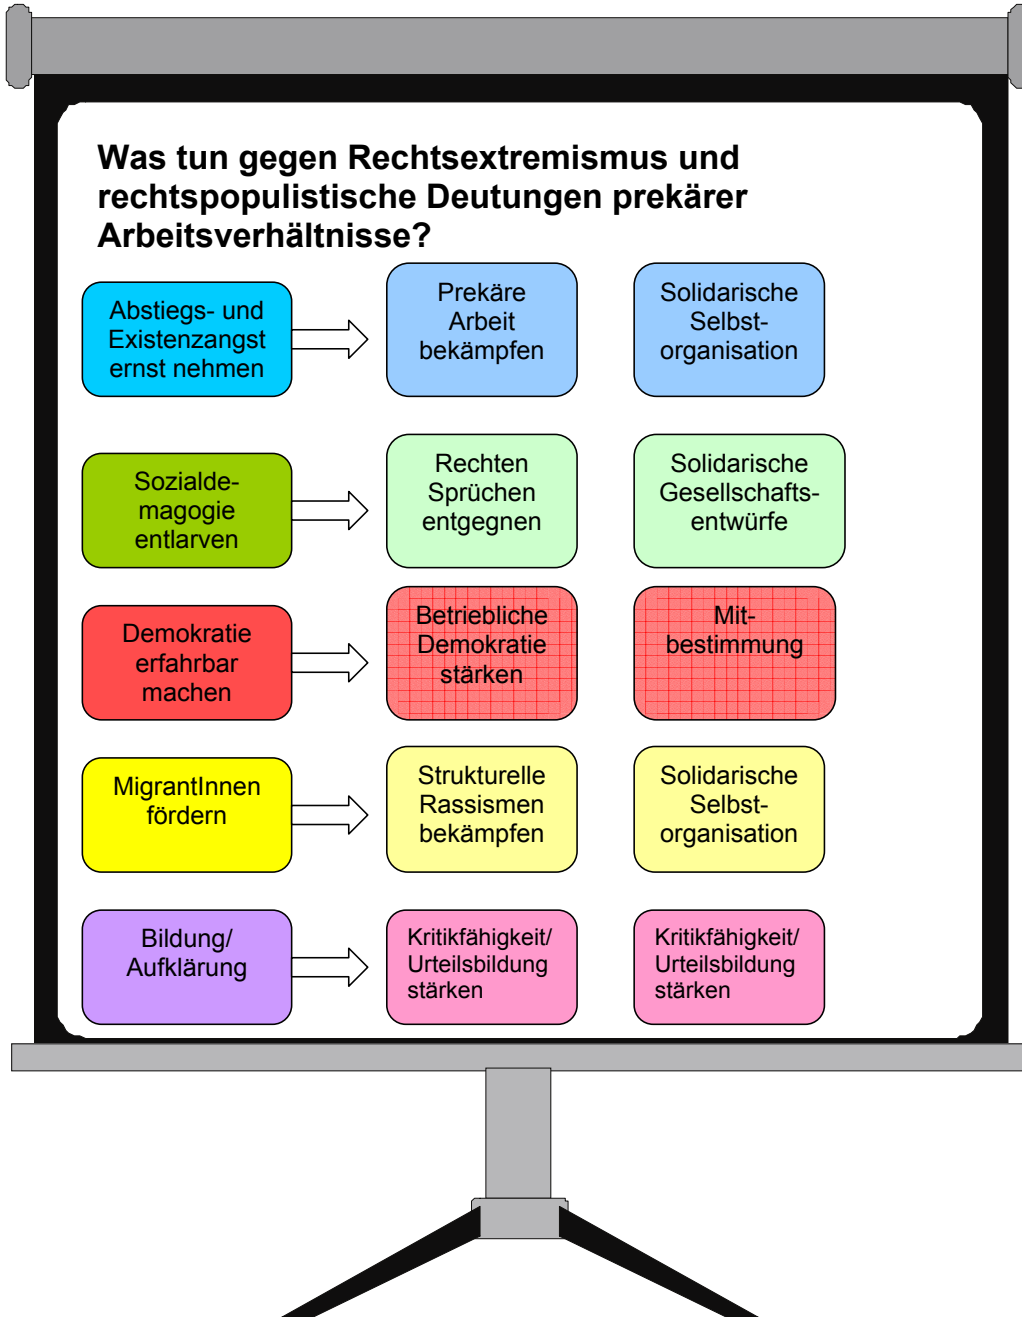 Was tun gegen Rechtsextremismus und
rechtspopulistische Deutungen prekärer
Arbeitsverhältnisse?
Abstiegs- und
Existenzangst
ernst nehmen
Prekäre
Arbeit
bekämpfen
Solidarische
Selbst-
organisation
Sozialde-
magogie
entlarven
Rechten
Sprüchen
entgegnen
Solidarische
Gesellschafts-
entwürfe
Demokratie
erfahrbar
machen
Betriebliche
Demokratie
stärken
Mit-
bestimmung
MigrantInnen
fördern
Strukturelle
Rassismen
bekämpfen
Solidarische
Selbst-
organisation
Bildung/
Aufklärung
Kritikfähigkeit/
Urteilsbildung
stärken
Kritikfähigkeit/
Urteilsbildung
stärken